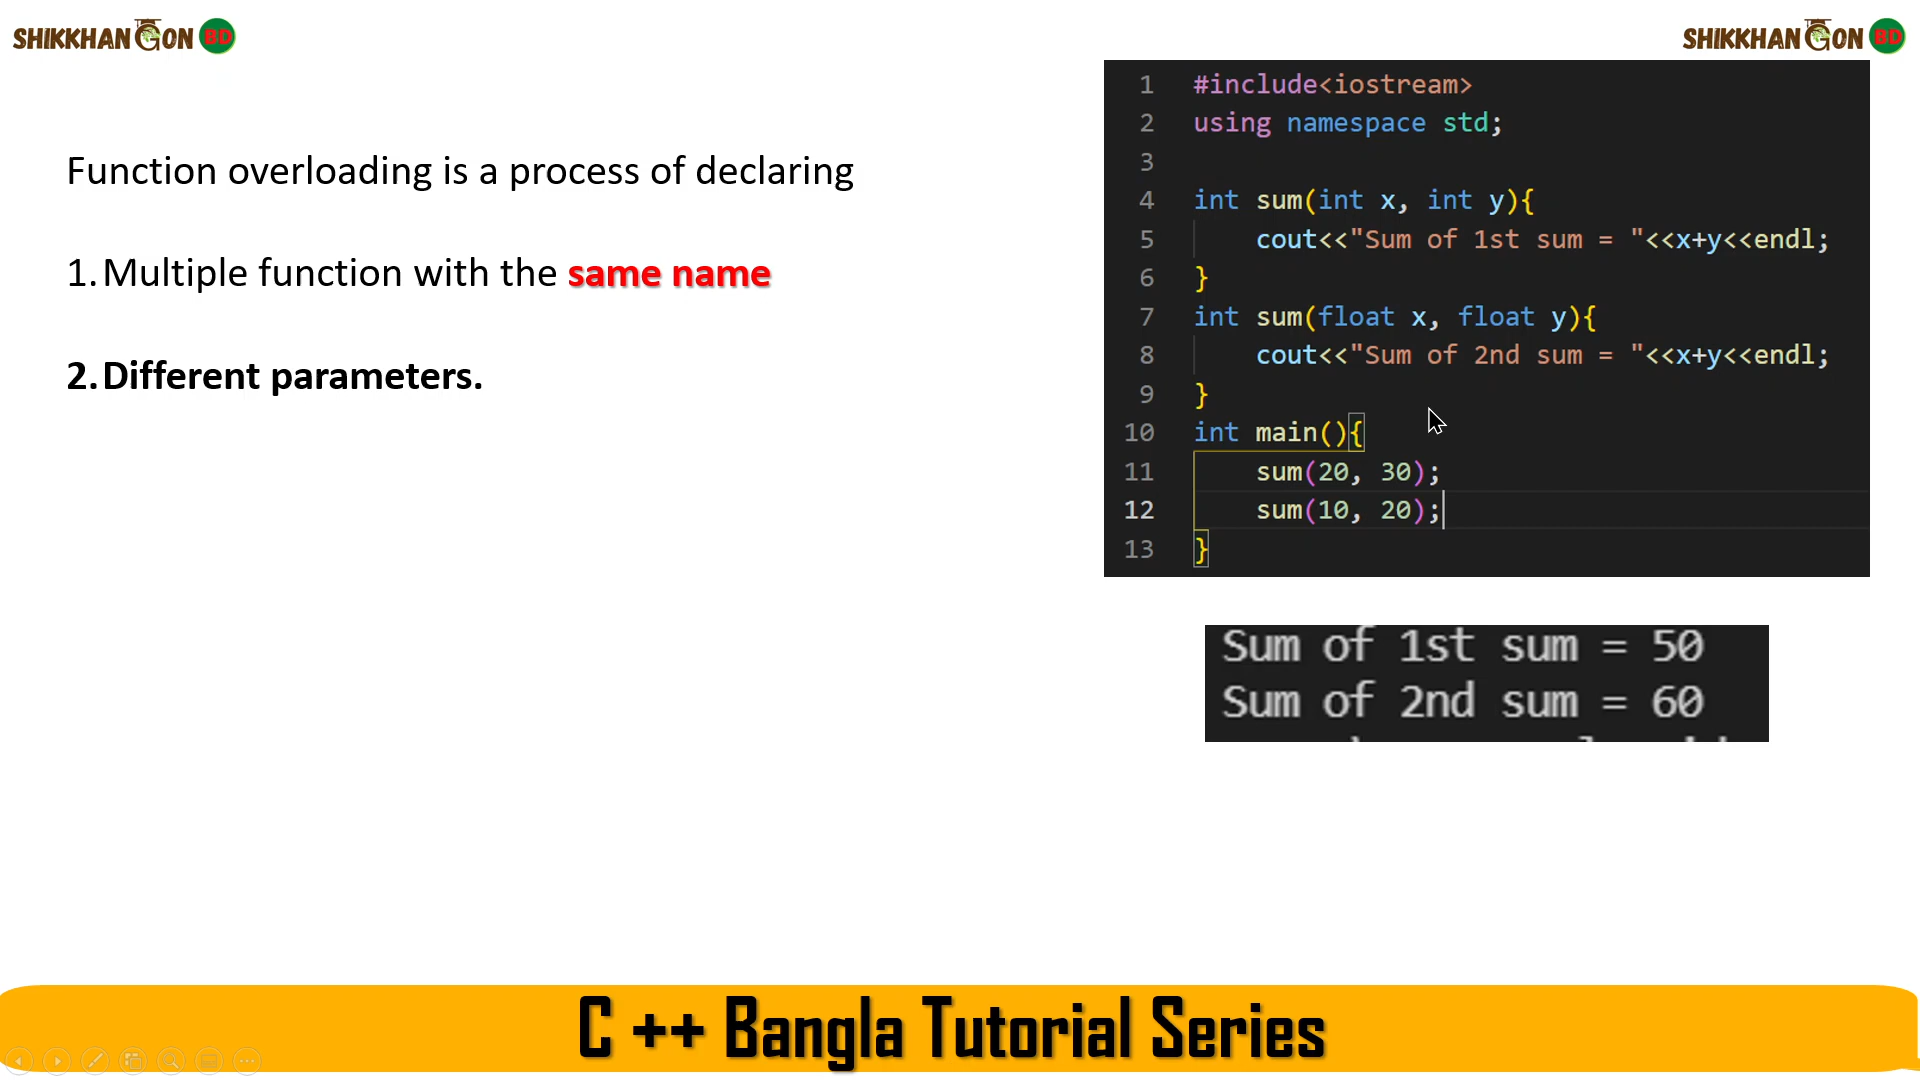 SHIKKHANGON BD
SHIKKHANGON BD
Function overloading is a process of declaring
1. Multiple function with the same name
2. Different parameters.
1 #include<iostream>
2 using namespace std;
3
4 int sum(int x, int y){
5 cout<<"Sum of 1st sum = "<<x+y<<endl;
6 }
7 int sum(float x, float y){
8 cout<<"Sum of 2nd sum = "<<x+y<<endl;
9 }
10 int main(){
11 sum(20, 30);
12 sum(10, 20);
13 }
Sum of 1st sum = 50
Sum of 2nd sum = 60
C ++ Bangla Tutorial Series